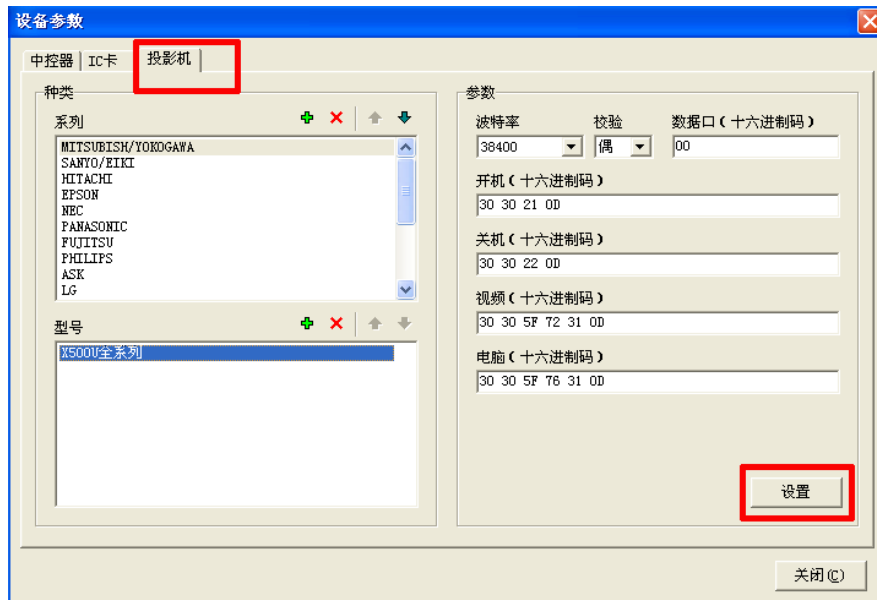 设备参数
中控器 IC卡 投影机
种类
系列
MITSUBISH/YOKOGAWA
SANYO/EIKI
HITACHI
EPSON
NEC
PANASONIC
FUJITSU
PHILIPS
ASK
LG
型号
X500U全系列
参数
波特率 校验 数据口(十六进制码)
38400 偶 00
开机(十六进制码)
30 30 21 0D
关机(十六进制码)
30 30 22 0D
视频(十六进制码)
30 30 5F 72 31 0D
电脑(十六进制码)
30 30 5F 76 31 0D
设置
关闭(C)